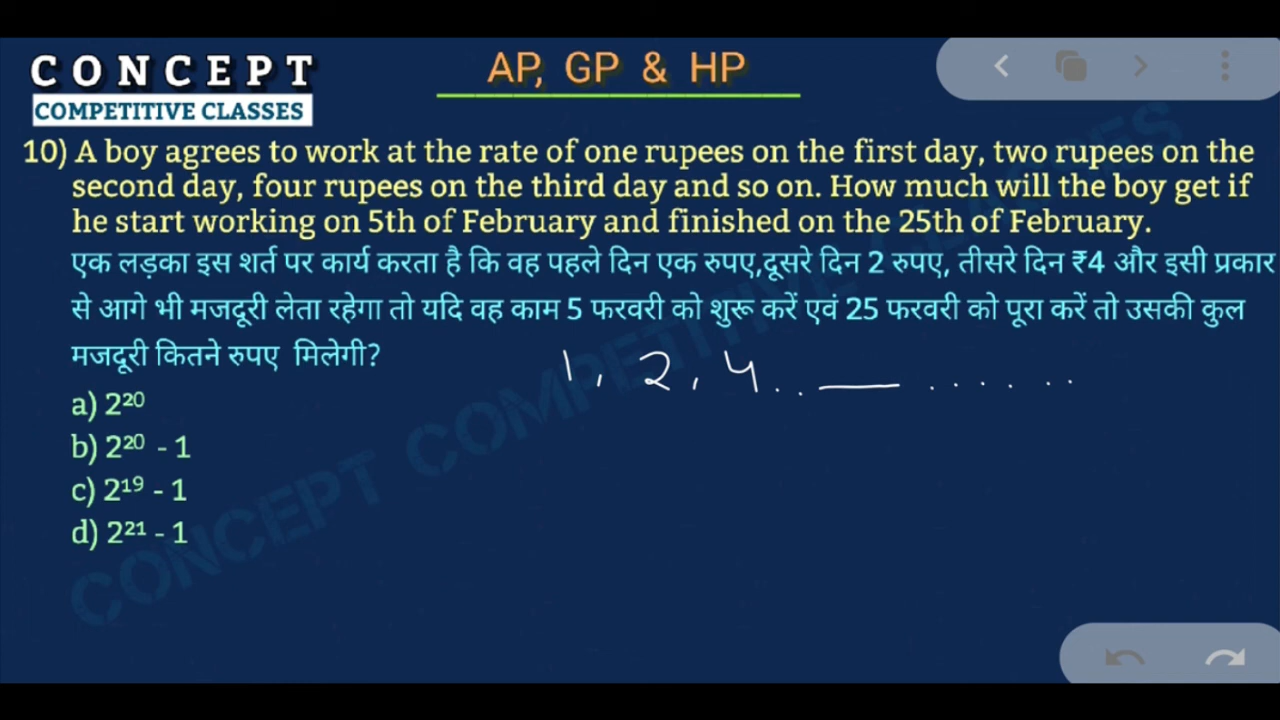 CONCEPT
COMPETITIVE CLASSES
AP, GP & HP
10) A boy agrees to work at the rate of one rupees on the first day, two rupees on the
second day, four rupees on the third day and so on. How much will the boy get if
he start working on 5th of February and finished on the 25th of February.
एक लड़का इस शर्त पर कार्य करता है कि वह पहले दिन एक रुपए,दूसरे दिन 2 रुपए, तीसरे दिन ₹4 और इसी प्रकार
से आगे भी मजदूरी लेता रहेगा तो यदि वह काम 5 फरवरी को शुरू करें एवं 25 फरवरी को पूरा करें तो उसकी कुल
मजदूरी कितने रुपए मिलेगी?
1, 2, 4.. — ......
a) 2²⁰
b) 2²⁰ - 1
c) 2¹⁹ - 1
d) 2²¹ - 1
CONCEPT COMPETITIVE CLASSES